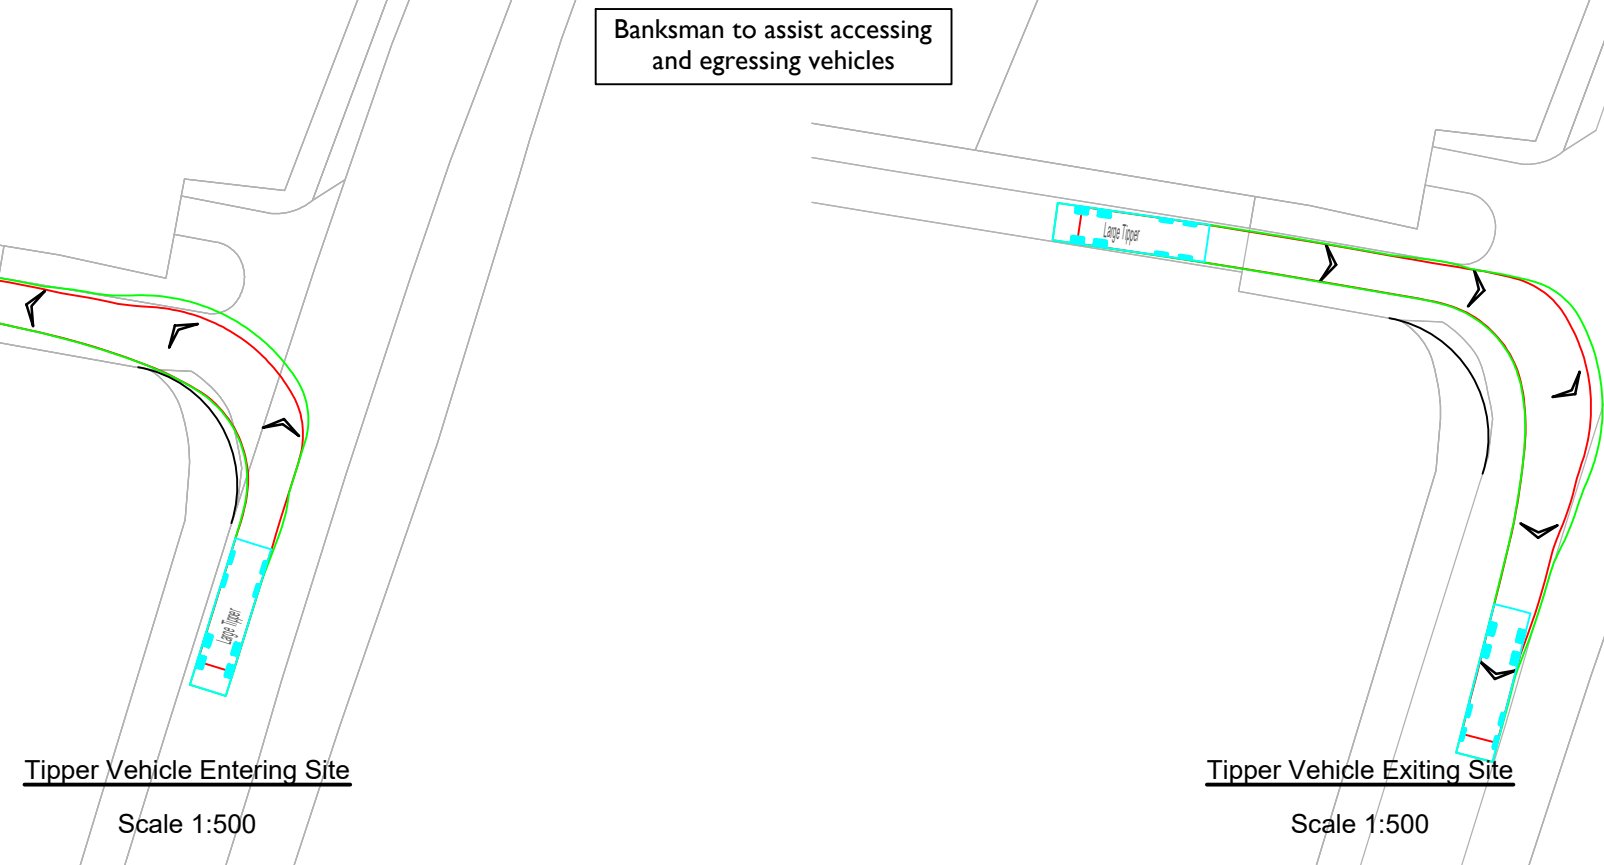 Banksman to assist accessing
and egressing vehicles
Large Tipper
Large Tipper
Tipper Vehicle Entering Site
Scale 1:500
Tipper Vehicle Exiting Site
Scale 1:500